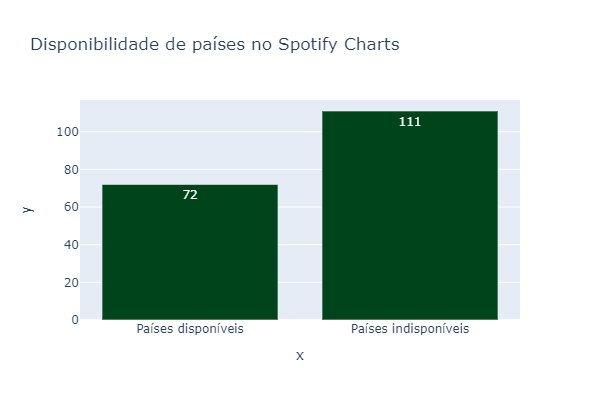 Disponibilidade de países no Spotify Charts
111
100
80
72
60
y
40
20
0
Países disponíveis
Países indisponíveis
x